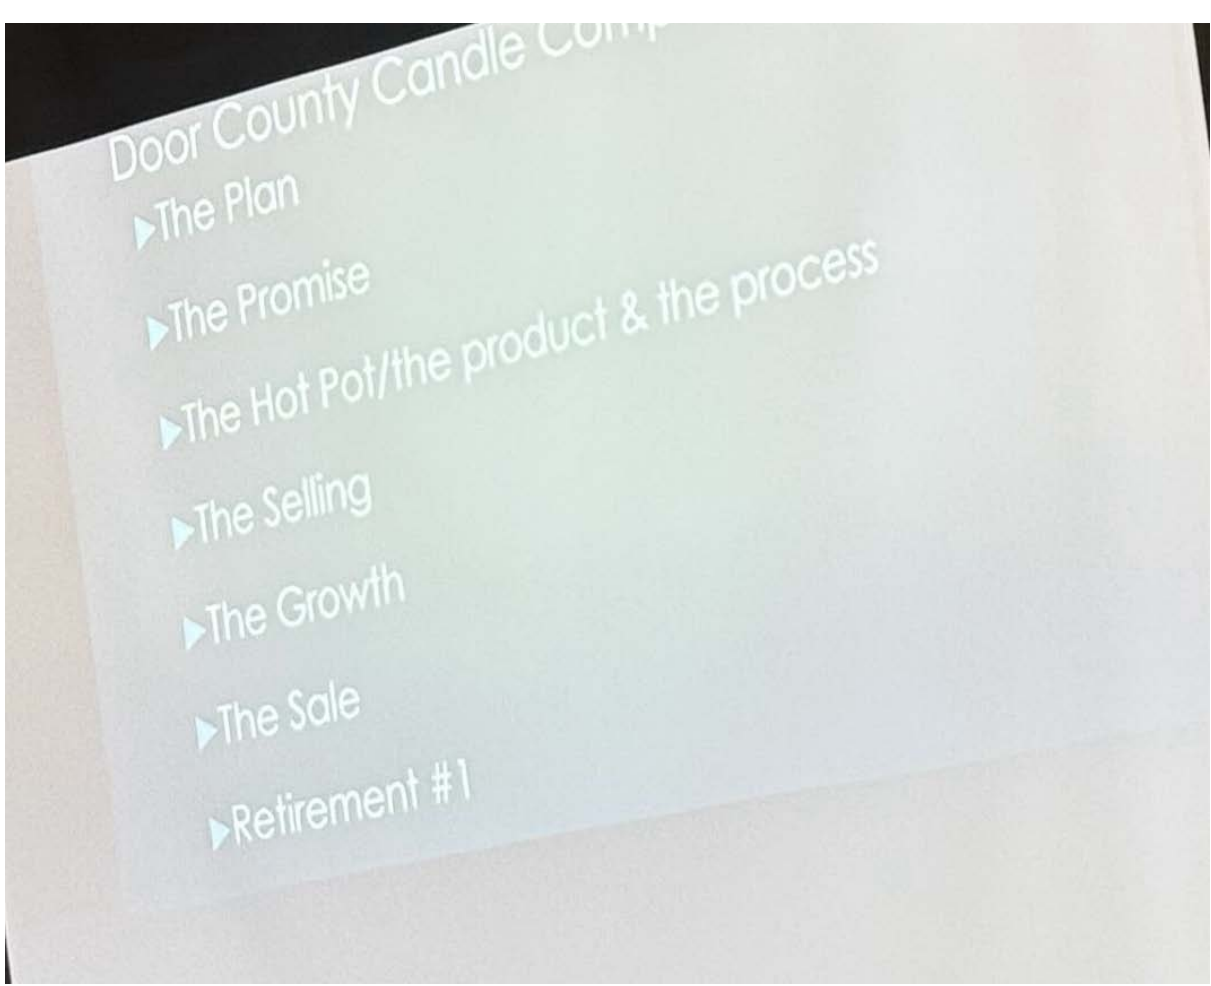 Door County Candle Comp
▶The Plan
▶The Promise
▶The Hot Pot/the product & the process
▶The Selling
▶The Growth
▶The Sale
▶Retirement #1